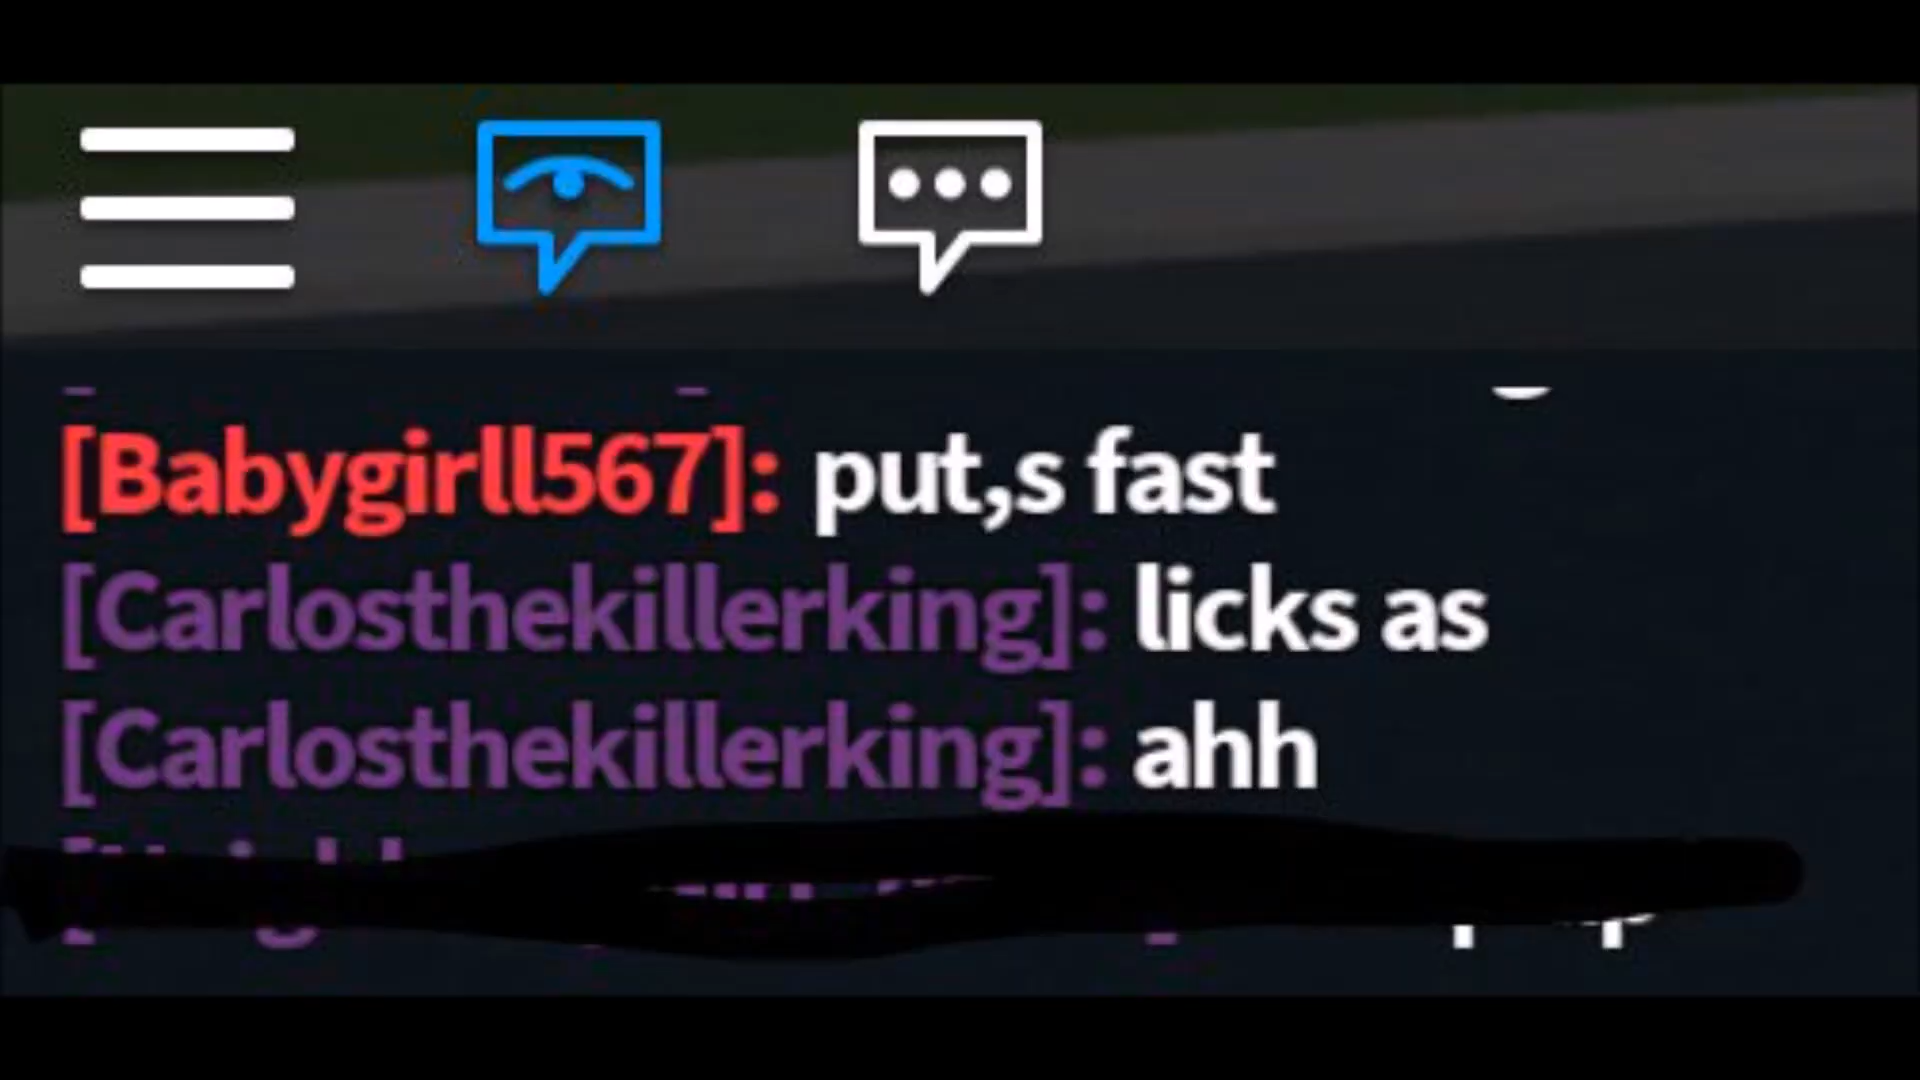 [Babygirll567]: put,s fast
[Carlosthekillerking]: licks as
[Carlosthekillerking]: ahh